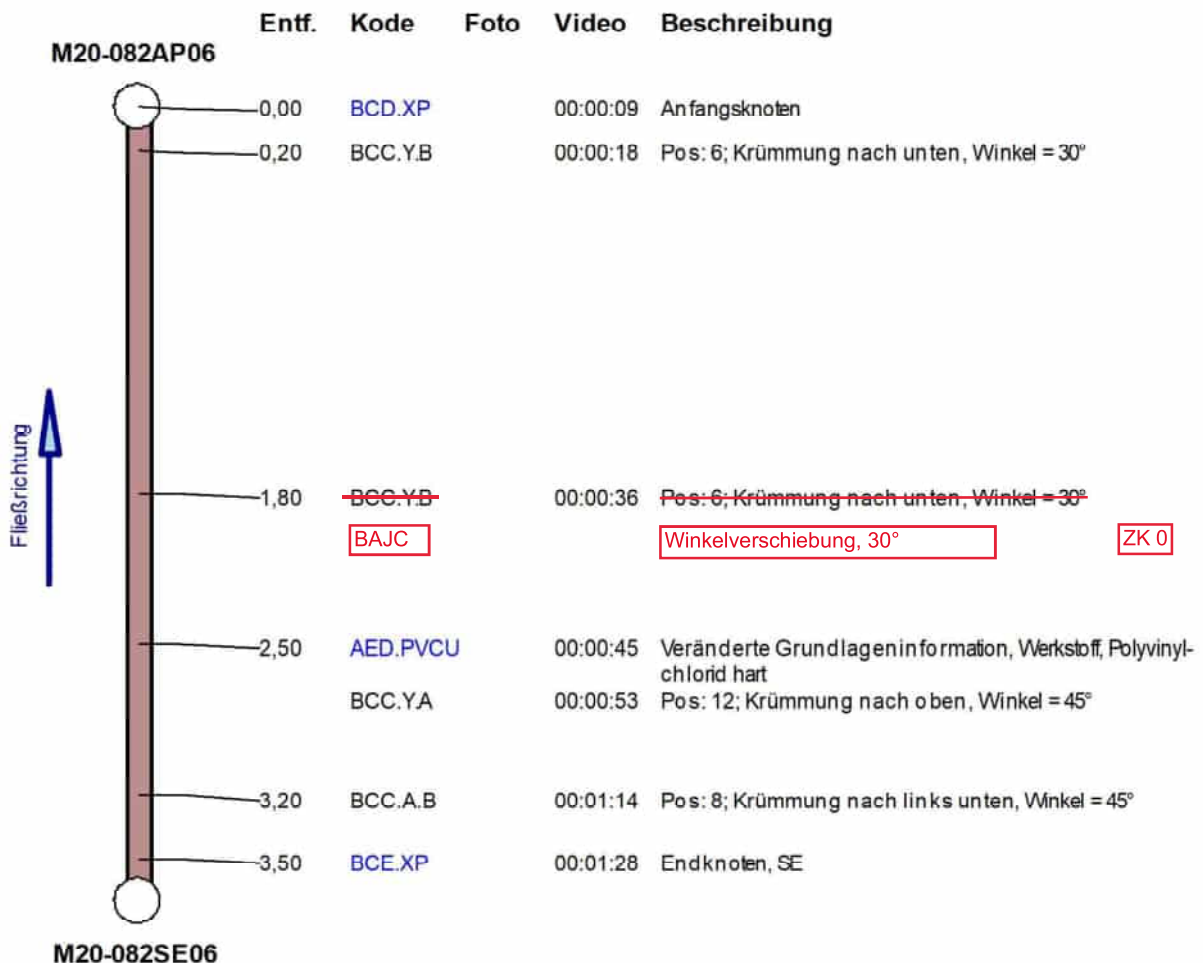 Entf. Kode Foto Video Beschreibung
M20-082AP06
0,00 BCD.XP 00:00:09 Anfangsknoten
0,20 BCC.Y.B 00:00:18 Pos: 6; Krümmung nach unten, Winkel = 30°
Fließrichtung
1,80 BCC.Y.B 00:00:36 Pos: 6; Krümmung nach unten, Winkel = 30°
BAJC Winkelverschiebung, 30° ZK 0
2,50 AED.PVCU 00:00:45 Veränderte Grundlageninformation, Werkstoff, Polyvinyl-
chlorid hart
BCC.Y.A 00:00:53 Pos: 12; Krümmung nach oben, Winkel = 45°
3,20 BCC.A.B 00:01:14 Pos: 8; Krümmung nach links unten, Winkel = 45°
3,50 BCE.XP 00:01:28 Endknoten, SE
M20-082SE06